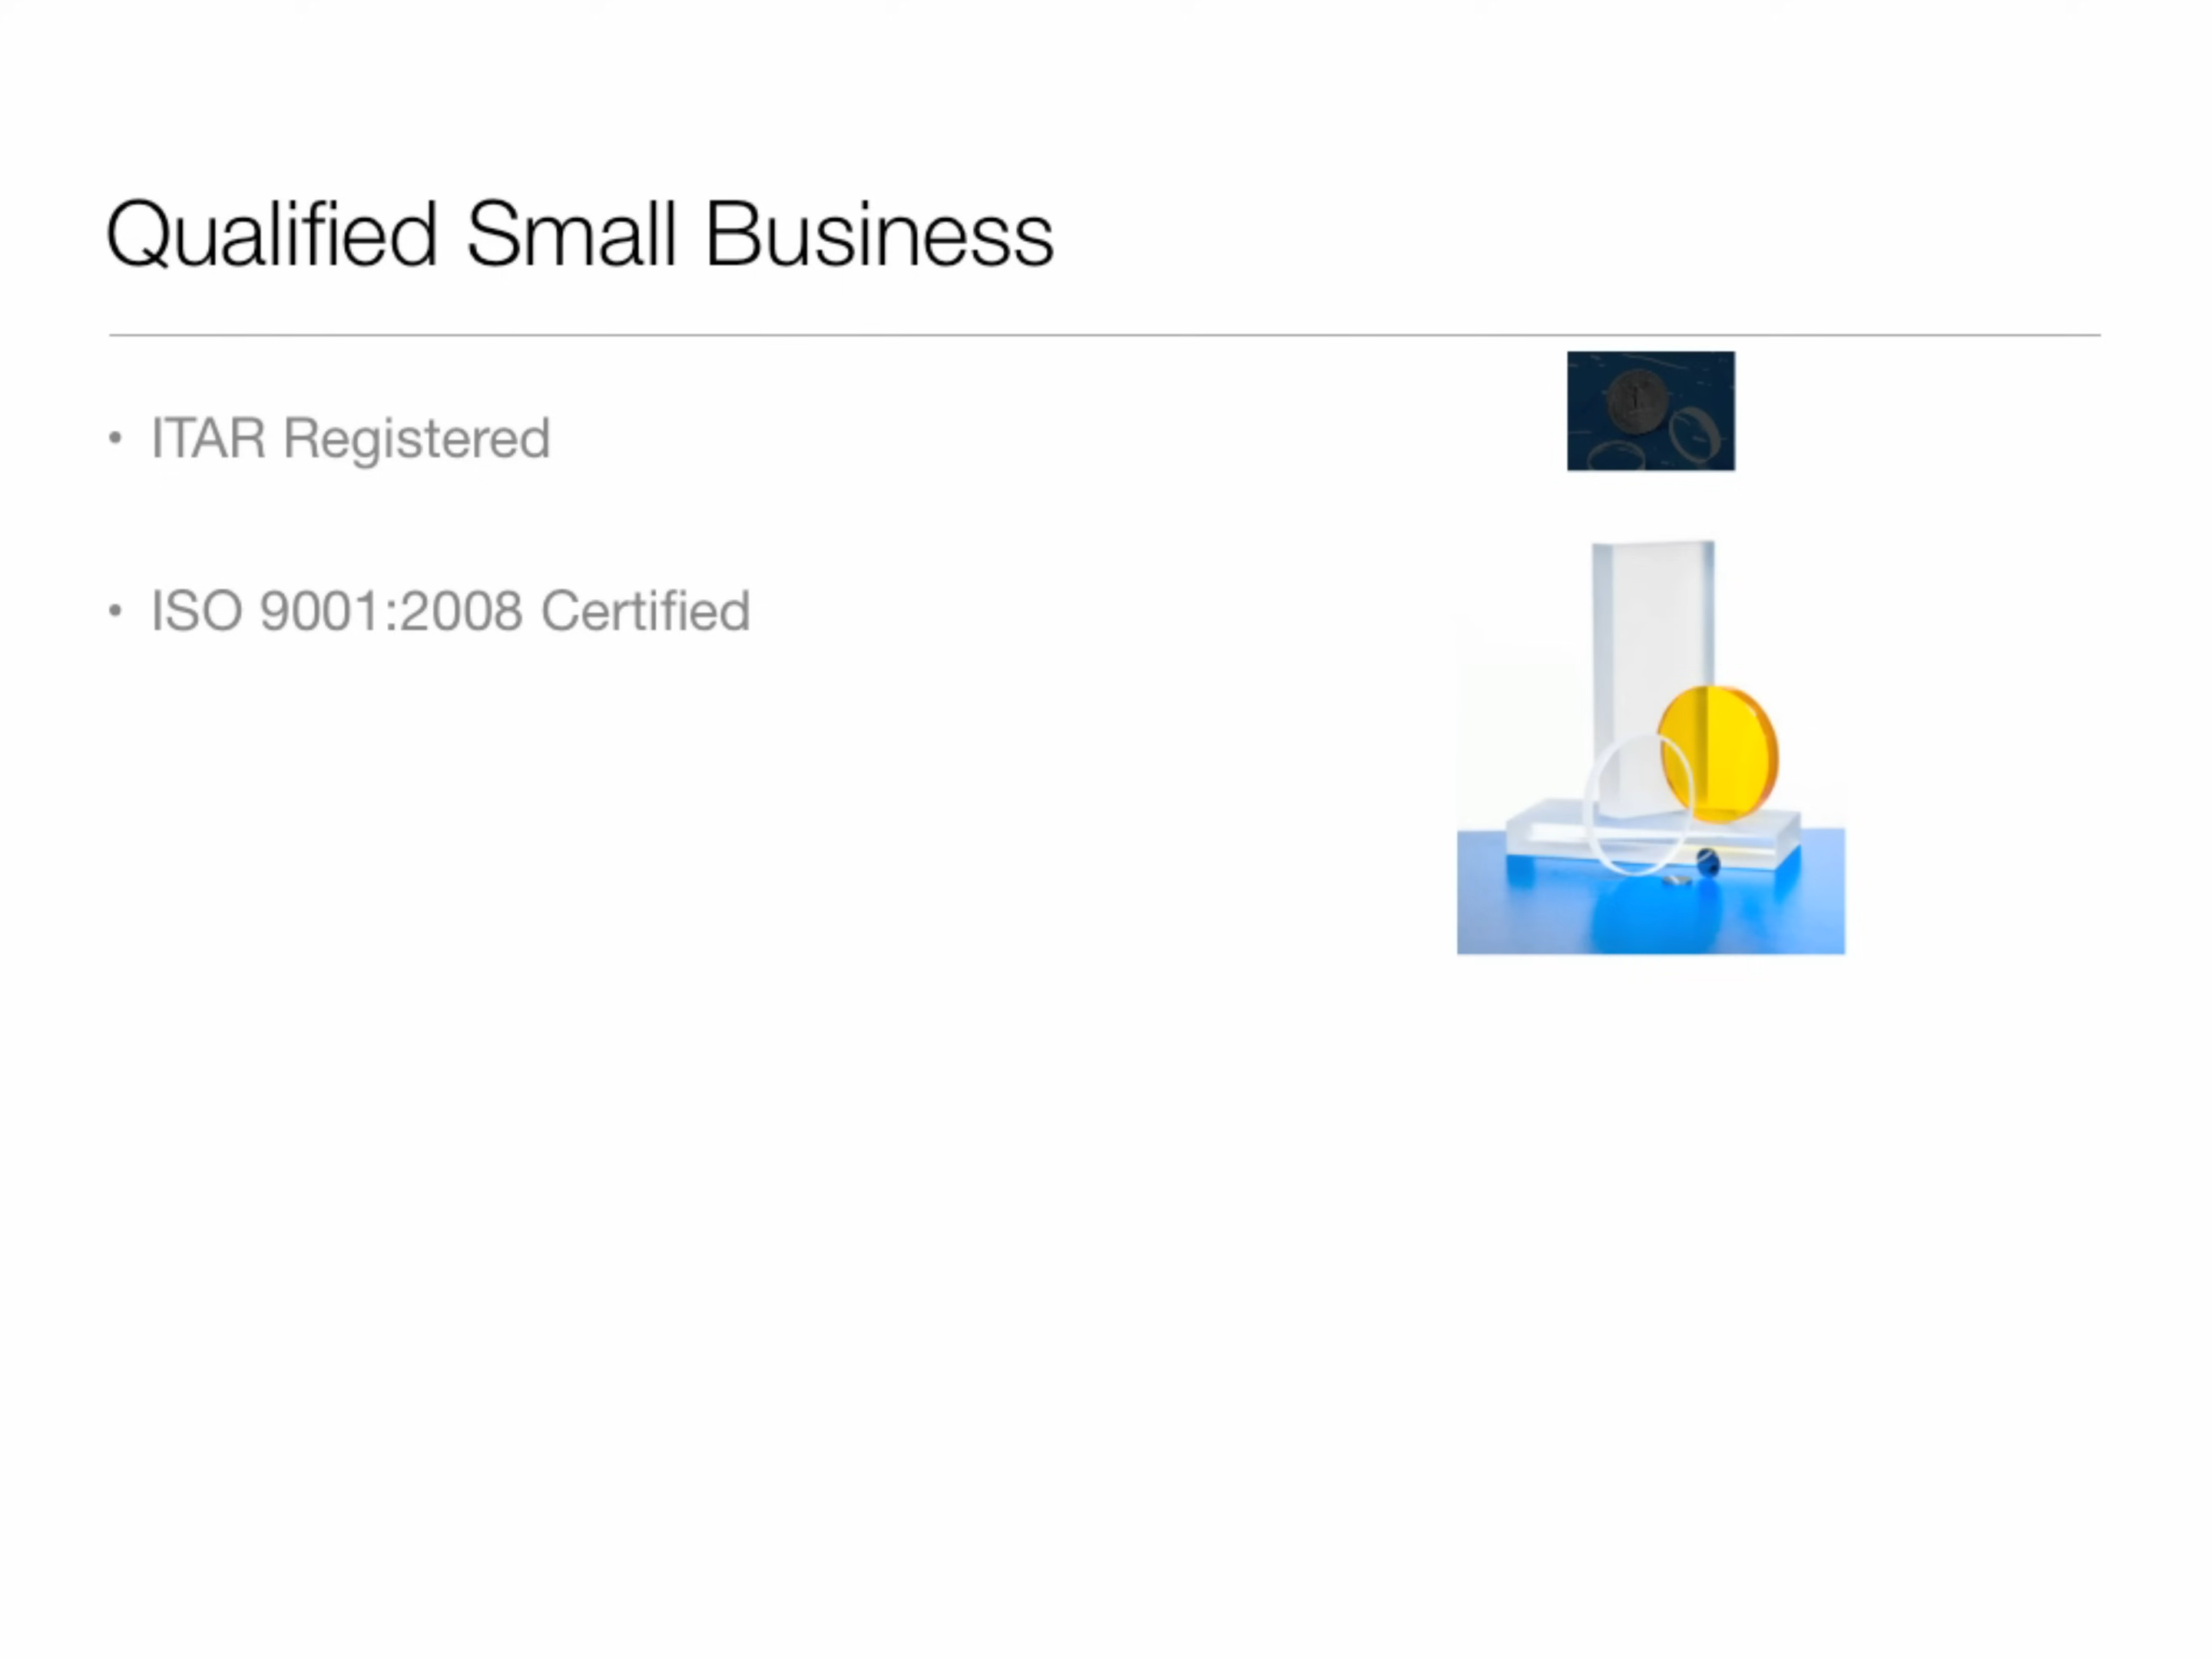 Qualified Small Business
• ITAR Registered
• ISO 9001:2008 Certified